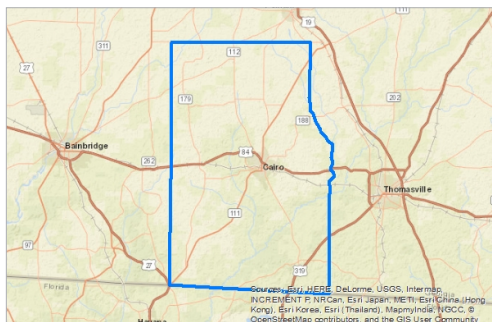 19
311
112
27
179
202
188
Bainbridge
84
262
Cairo
Thomasville
111
97
27
319
Florida
Havana
Sources: Esri, HERE, DeLorme, USGS, Intermap,
INCREMENT P, NRCan, Esri Japan, METI, Esri China (Hong
Kong), Esri Korea, Esri (Thailand), MapmyIndia, NGCC, ©
OpenStreetMap contributors, and the GIS User Community